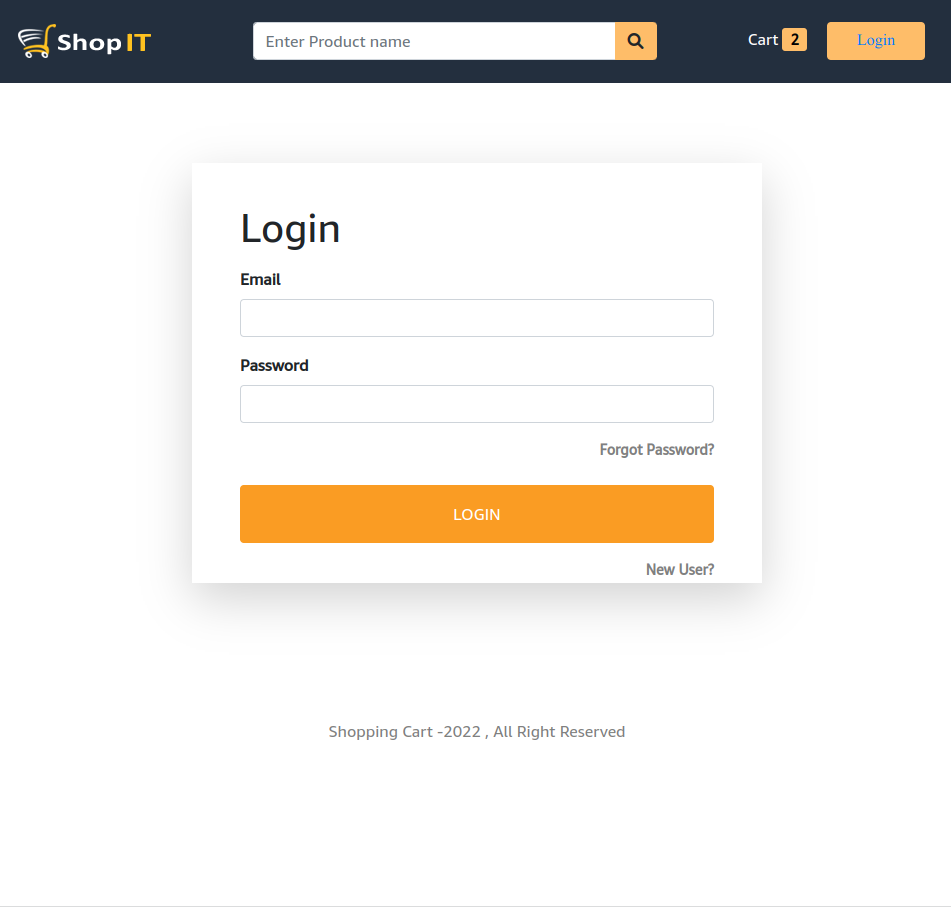 Shop IT
Enter Product name
Cart 2
Login
Login
Email
Password
Forgot Password?
LOGIN
New User?
Shopping Cart -2022 , All Right Reserved